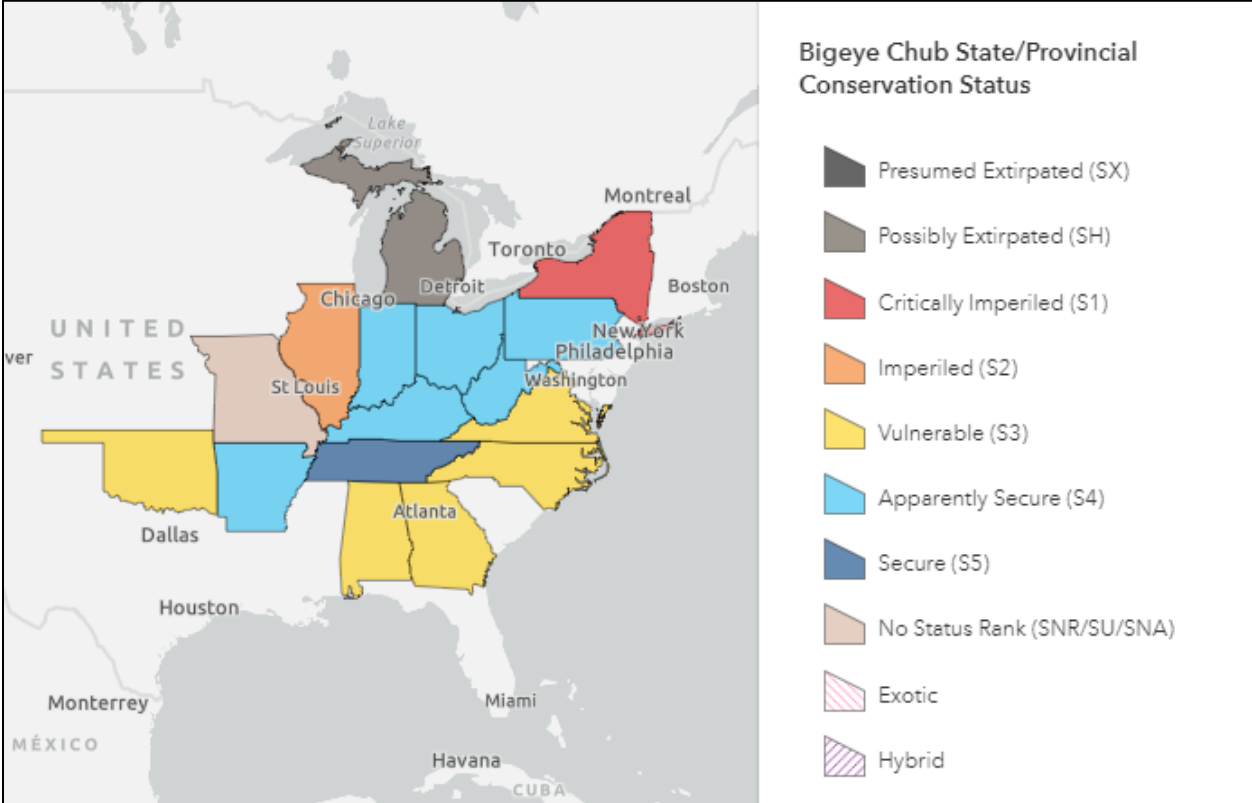 Lake
Superior
Montreal
Toronto
Boston
Detroit
Chicago
UNITED
STATES
New York
Philadelphia
ver
Washington
St Louis
Atlanta
Dallas
Houston
Monterrey
Miami
MÉXICO
Havana
CUBA
Bigeye Chub State/Provincial
Conservation Status
Presumed Extirpated (SX)
Possibly Extirpated (SH)
Critically Imperiled (S1)
Imperiled (S2)
Vulnerable (S3)
Apparently Secure (S4)
Secure (S5)
No Status Rank (SNR/SU/SNA)
Exotic
Hybrid